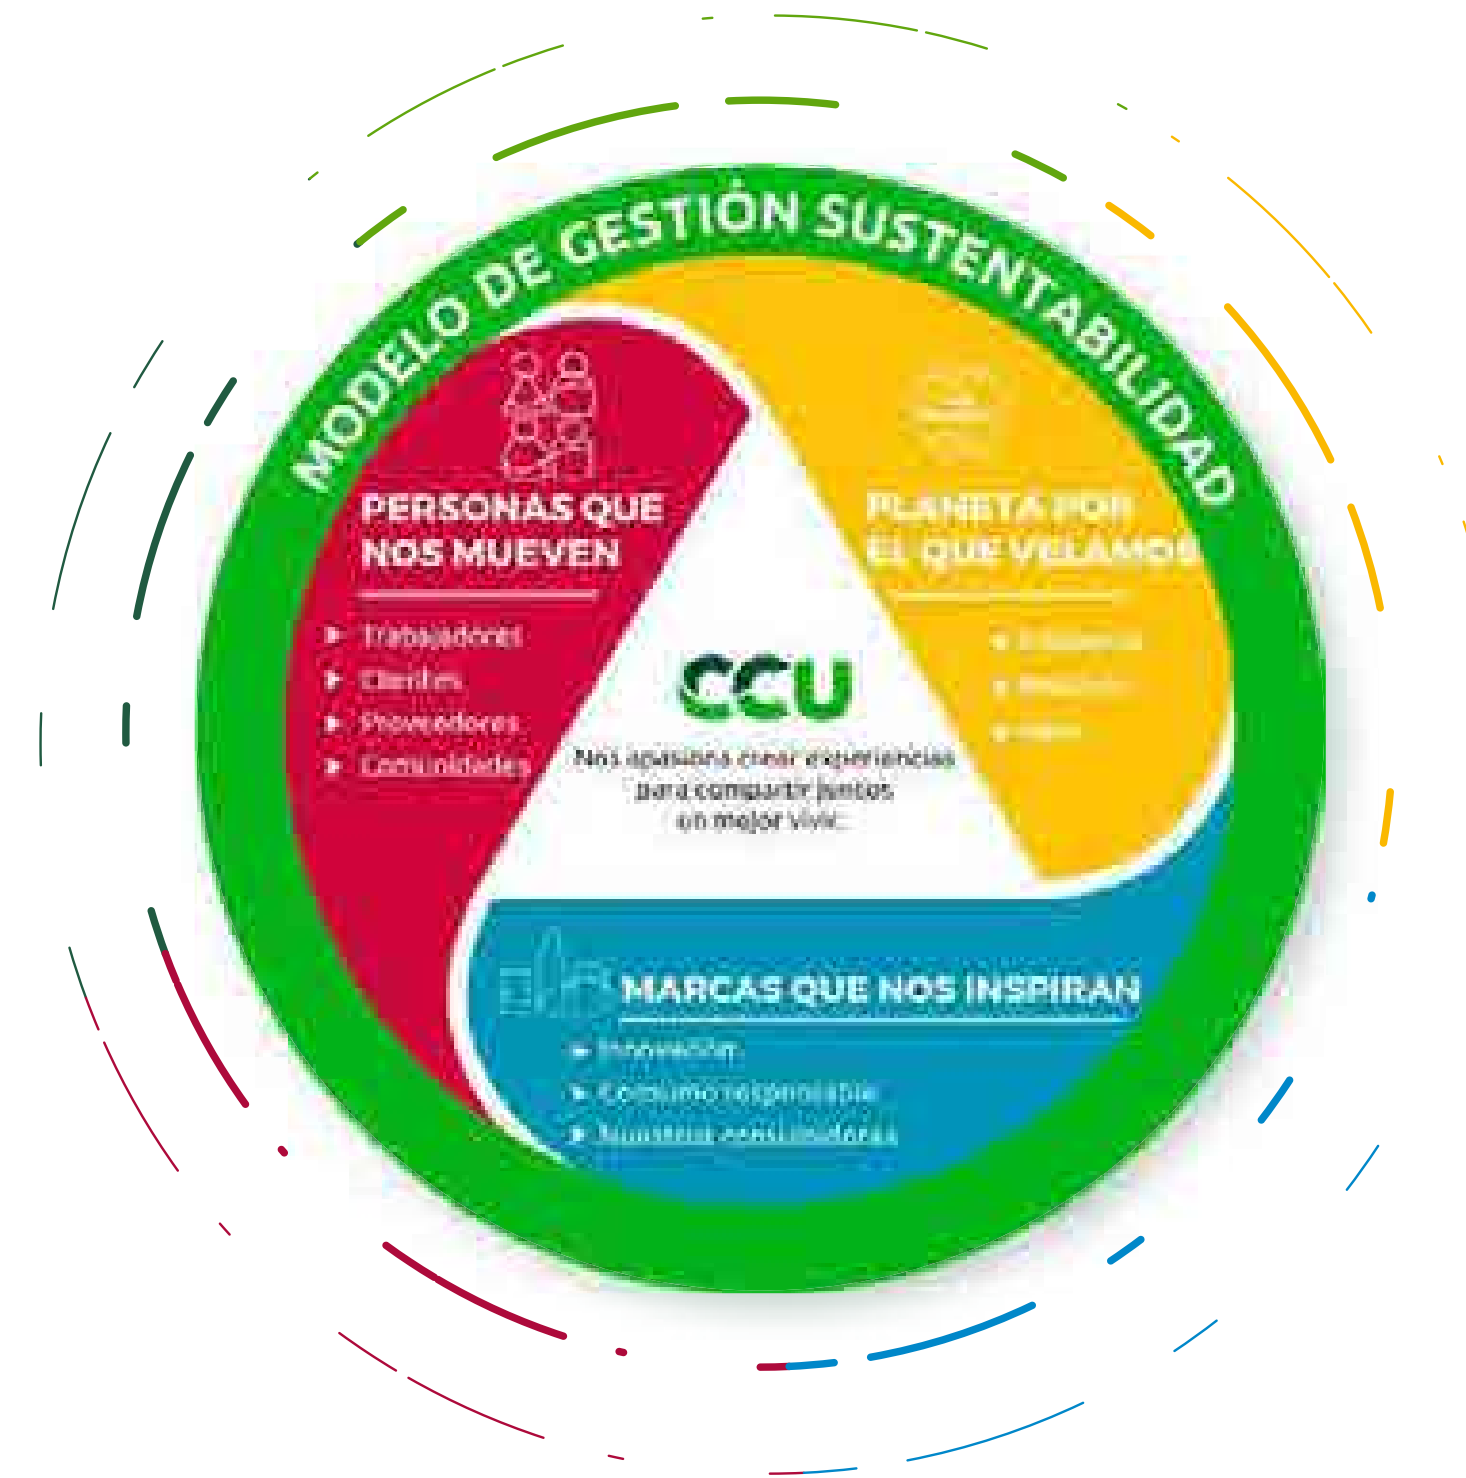 MODELO DE GESTIÓN SUSTENTABILIDAD
PERSONAS QUE
NOS MUEVEN
Trabajadores
Clientes
Proveedores
Comunidades
PLANETA POR
EL QUE VELAMOS
CCU
Nos apasiona crear experiencias
para compartir juntos
un mejor vivir.
MARCAS QUE NOS INSPIRAN
Innovación
Consumo responsable
Nuestros consumidores